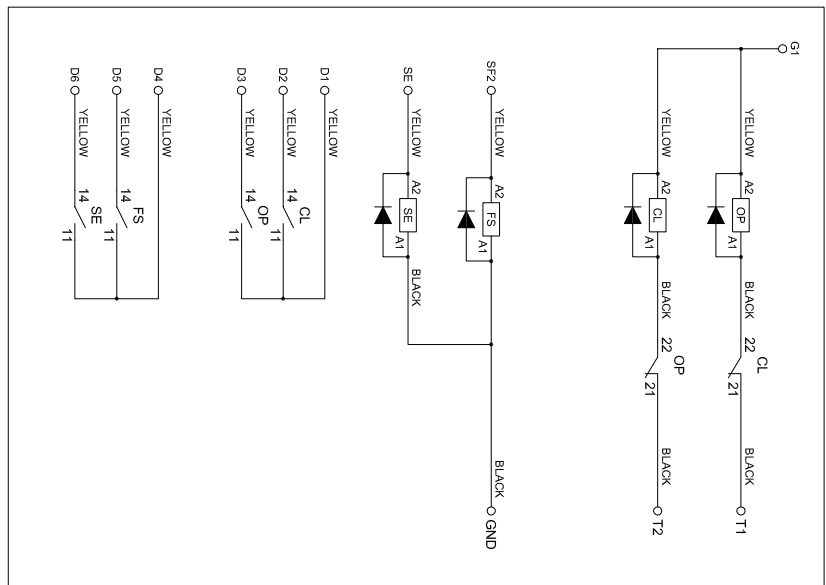 G1
YELLOW
A2
OP
A1
BLACK
22
CL
21
BLACK
T1
YELLOW
A2
CL
A1
BLACK
22
OP
21
BLACK
T2
SF2
YELLOW
A2
FS
A1
BLACK
GND
SE
YELLOW
A2
SE
A1
BLACK
D1
YELLOW
D2
YELLOW
14
CL
11
D3
YELLOW
14
OP
11
D4
YELLOW
D5
YELLOW
14
FS
11
D6
YELLOW
14
SE
11